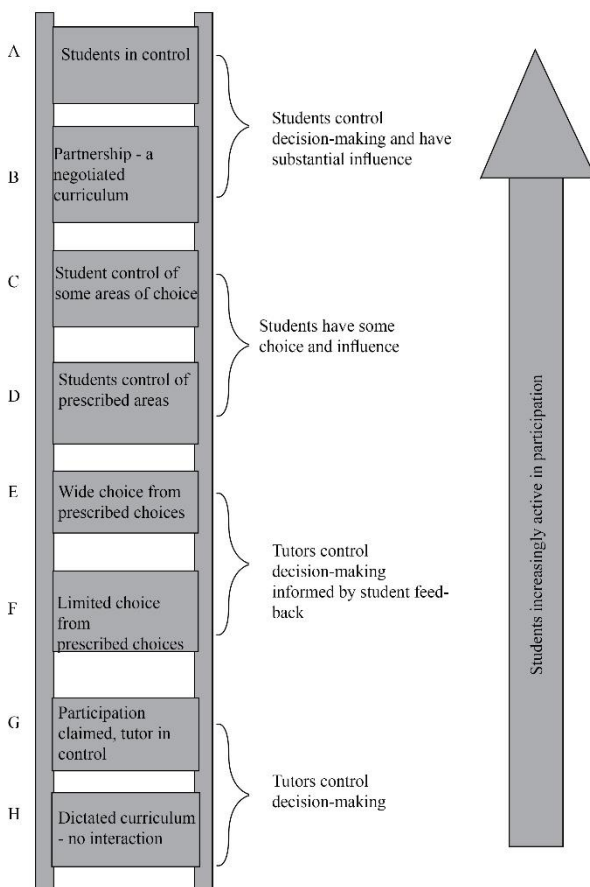 A
Students in control
Students control
decision-making and have
substantial influence
B
Partnership - a
negotiated
curriculum
C
Student control of
some areas of choice
Students have some
choice and influence
D
Students control of
prescribed areas
E
Wide choice from
prescribed choices
Tutors control
decision-making
informed by student feed-
back
F
Limited choice
from
prescribed choices
G
Participation
claimed, tutor in
control
Tutors control
decision-making
H
Dictated curriculum
- no interaction
Students increasingly active in participation